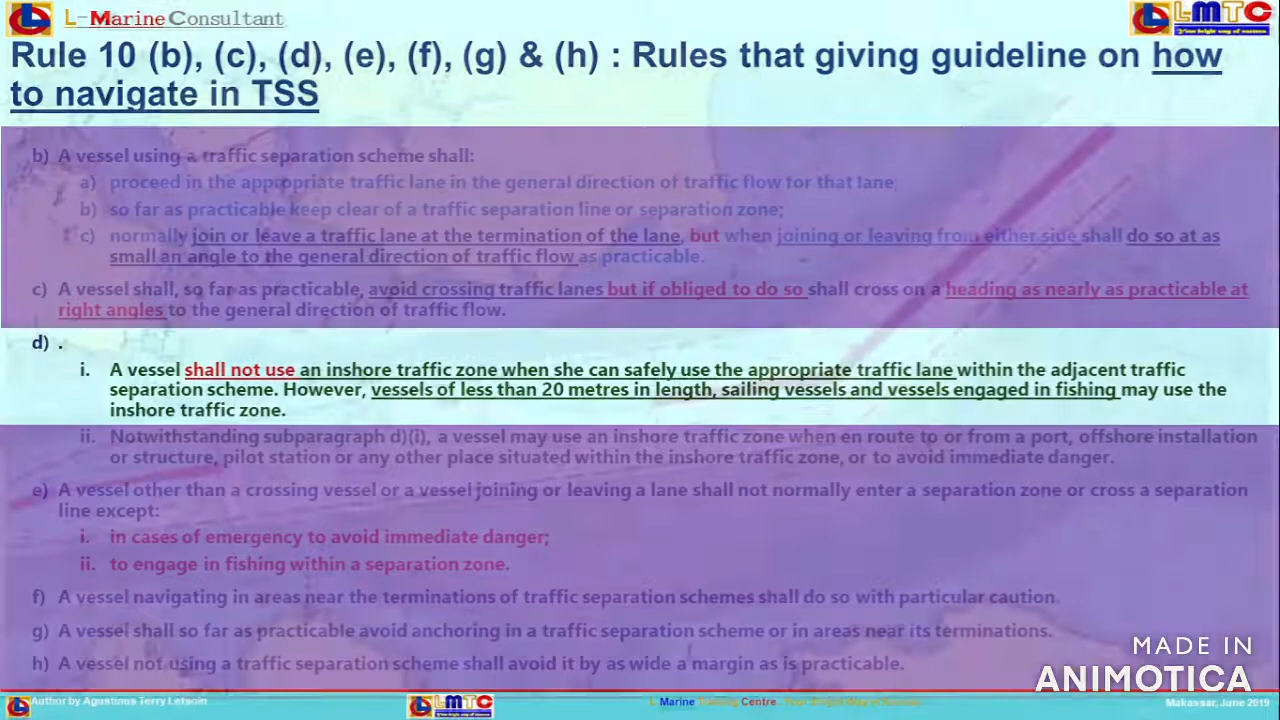 L-Marine Consultant
LMTC
Your bright way of success
Rule 10 (b), (c), (d), (e), (f), (g) & (h) : Rules that giving guideline on how
to navigate in TSS
b) A vessel using a traffic separation scheme shall:
a) proceed in the appropriate traffic lane in the general direction of traffic flow for that lane;
b) so far as practicable keep clear of a traffic separation line or separation zone;
c) normally join or leave a traffic lane at the termination of the lane, but when joining or leaving from either side shall do so at as
small an angle to the general direction of traffic flow as practicable.
c) A vessel shall, so far as practicable, avoid crossing traffic lanes but if obliged to do so shall cross on a heading as nearly as practicable at
right angles to the general direction of traffic flow.
d) .
i. A vessel shall not use an inshore traffic zone when she can safely use the appropriate traffic lane within the adjacent traffic
separation scheme. However, vessels of less than 20 metres in length, sailing vessels and vessels engaged in fishing may use the
inshore traffic zone.
ii. Notwithstanding subparagraph d)(i), a vessel may use an inshore traffic zone when en route to or from a port, offshore installation
or structure, pilot station or any other place situated within the inshore traffic zone, or to avoid immediate danger.
e) A vessel other than a crossing vessel or a vessel joining or leaving a lane shall not normally enter a separation zone or cross a separation
line except:
i. in cases of emergency to avoid immediate danger;
ii. to engage in fishing within a separation zone.
f) A vessel navigating in areas near the terminations of traffic separation schemes shall do so with particular caution.
g) A vessel shall so far as practicable avoid anchoring in a traffic separation scheme or in areas near its terminations.
h) A vessel not using a traffic separation scheme shall avoid it by as wide a margin as is practicable.
MADE IN
ANIMOTICA
Author by Agustinus Terry Letsoin
LMTC
L-Marine Training Centre
Makassar, June 2019